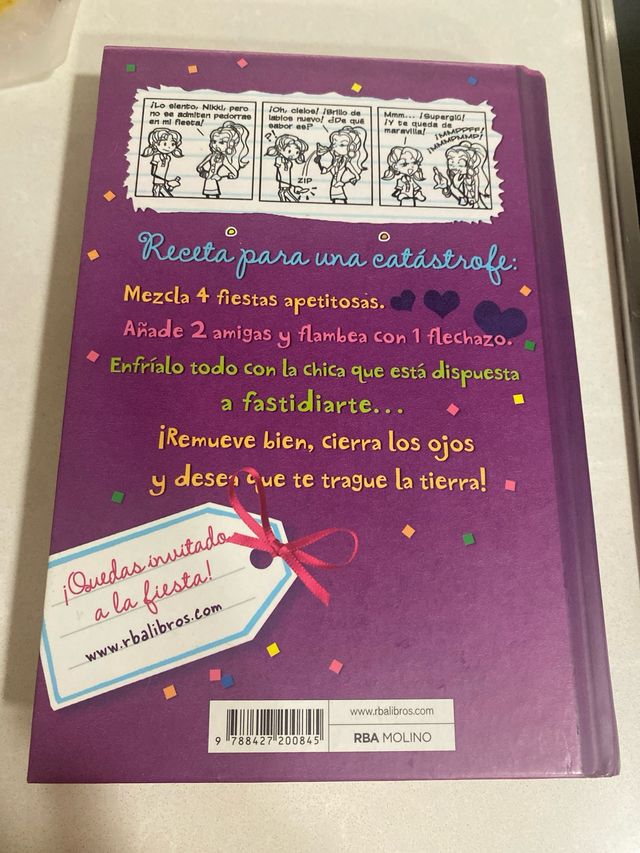 ¡Lo siento, Nikki, pero
no se admiten pedorras
en mi fiesta!
¡Oh, cielos! ¡Brillo de
labios nuevo! ¿De qué
sabor es?
?!
ZIP
Mmm... ¡Superglú!
¡Y te queda de
maravilla!
¡MMPPFF!
¡MMMPMMP!
Receta para una catástrofe:
Mezcla 4 fiestas apetitosas.
Añade 2 amigas y flambea con 1 flechazo.
Enfríalo todo con la chica que está dispuesta
a fastidiarte...
¡Remueve bien, cierra los ojos
y desea que te trague la tierra!
¡Quedas invitado
a la fiesta!
www.rbalibros.com
9 788427 200845
www.rbalibros.com
RBA MOLINO